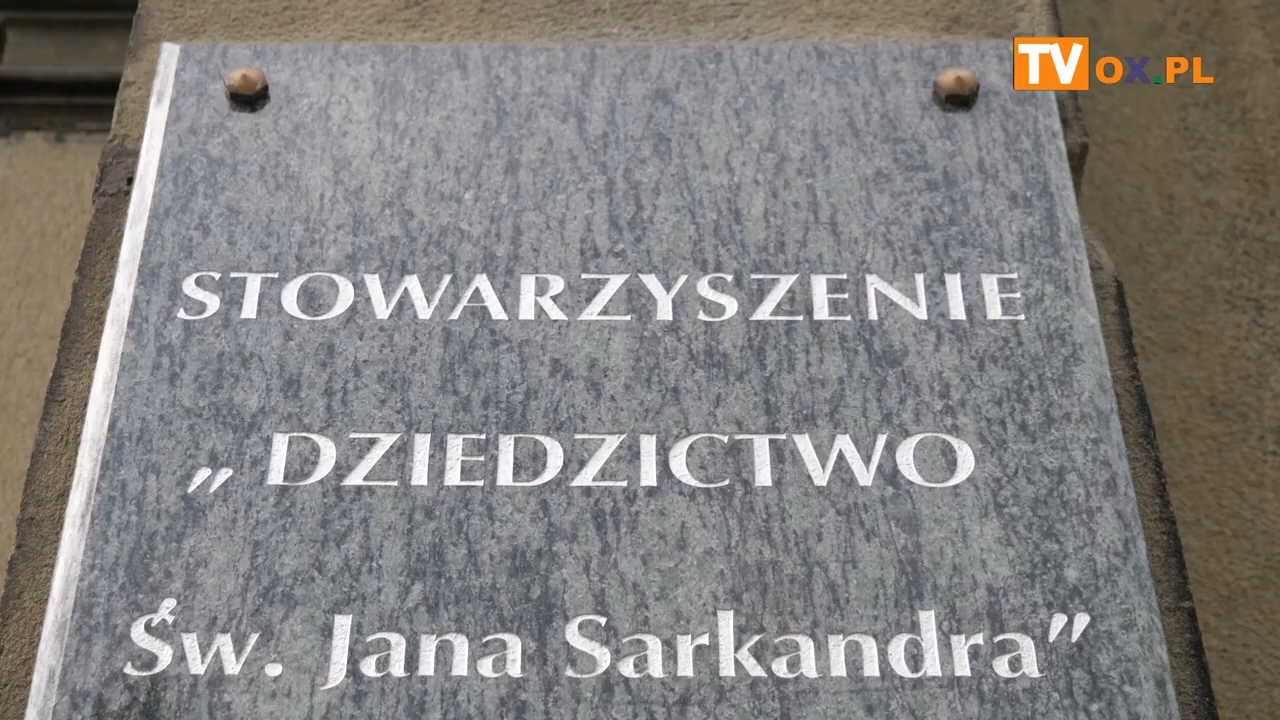 TVOX.PL
STOWARZYSZENIE
„DZIEDZICTWO
Św. Jana Sarkandra”